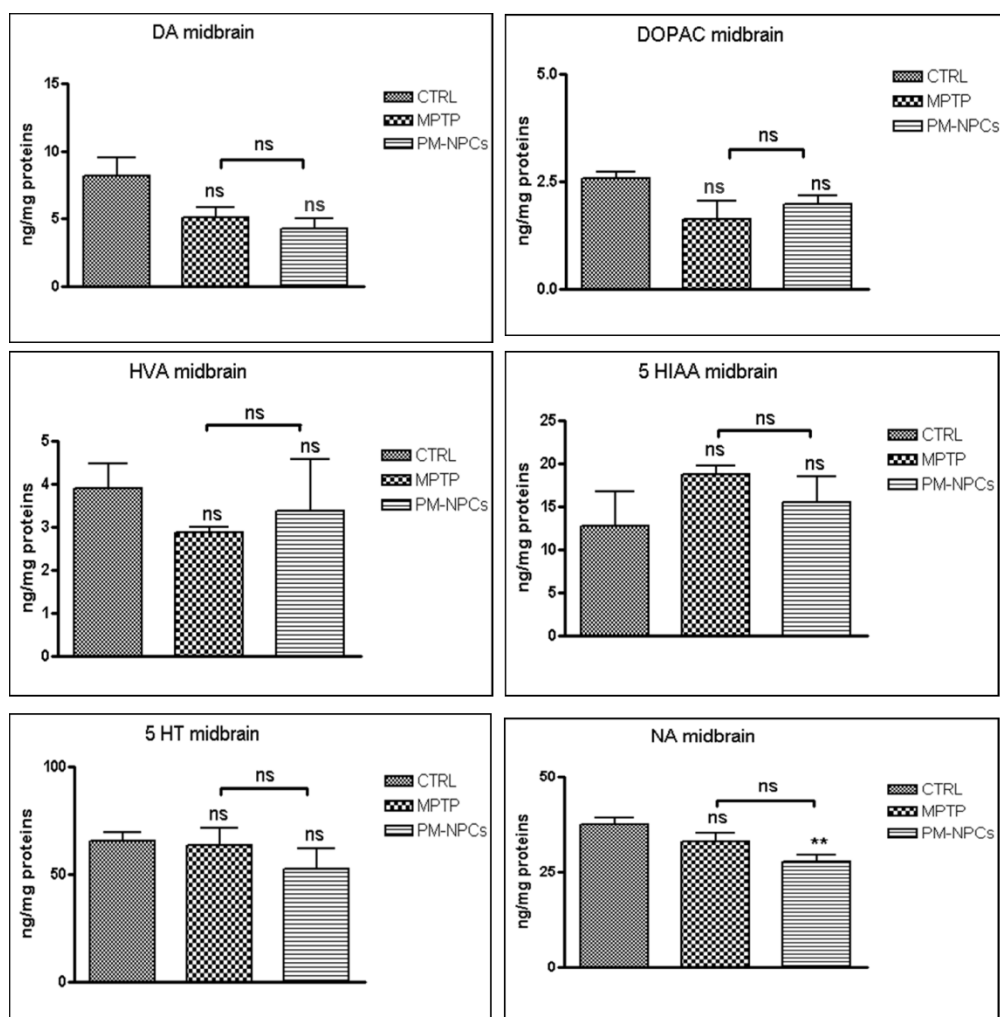 DA midbrain
15
10
5
0
ng/mg proteins
ns
ns
ns
CTRL
MPTP
PM-NPCs
DOPAC midbrain
5.0
2.5
0.0
ng/mg proteins
ns
ns
ns
CTRL
MPTP
PM-NPCs
HVA midbrain
5
4
3
2
1
0
ng/mg proteins
ns
ns
ns
CTRL
MPTP
PM-NPCs
5 HIAA midbrain
25
20
15
10
5
0
ng/mg proteins
ns
ns
ns
CTRL
MPTP
PM-NPCs
5 HT midbrain
100
50
0
ng/mg proteins
ns
ns
ns
CTRL
MPTP
PM-NPCs
NA midbrain
50
25
0
ng/mg proteins
ns
ns
**
CTRL
MPTP
PM-NPCs